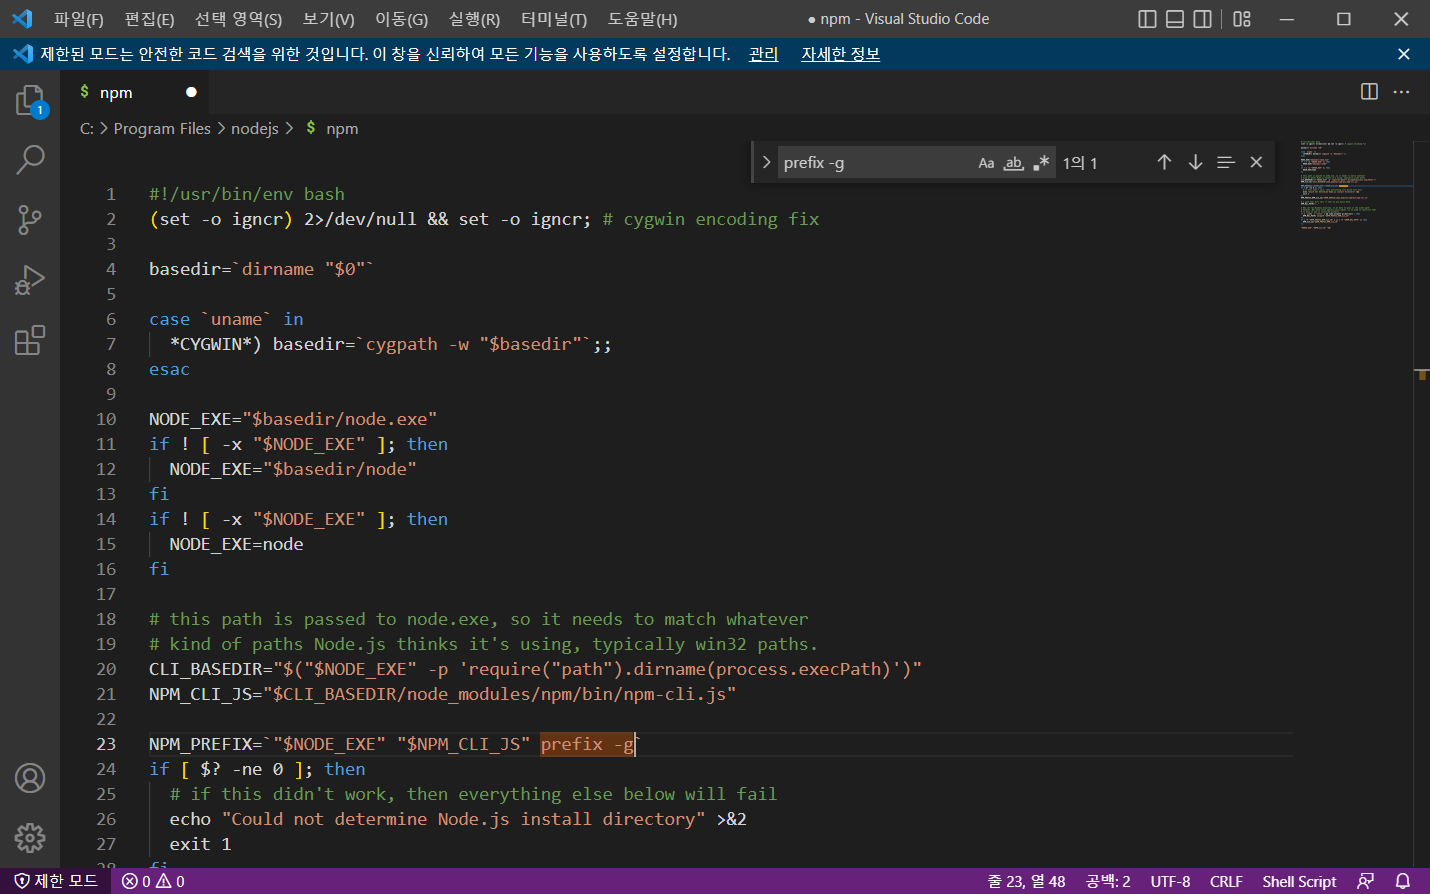 파일(F) 편집(E) 선택 영역(S) 보기(V) 이동(G) 실행(R) 터미널(T) 도움말(H) ● npm - Visual Studio Code
제한된 모드는 안전한 코드 검색을 위한 것입니다. 이 창을 신뢰하여 모든 기능을 사용하도록 설정합니다. 관리 자세한 정보
1
$ npm ●
C: > Program Files > nodejs > $ npm
prefix -g Aa ab .* 1의 1
1 #!/usr/bin/env bash
2 (set -o igncr) 2>/dev/null && set -o igncr; # cygwin encoding fix
3
4 basedir=`dirname "$0"`
5
6 case `uname` in
7 *CYGWIN*) basedir=`cygpath -w "$basedir"`;;
8 esac
9
10 NODE_EXE="$basedir/node.exe"
11 if ! [ -x "$NODE_EXE" ]; then
12 NODE_EXE="$basedir/node"
13 fi
14 if ! [ -x "$NODE_EXE" ]; then
15 NODE_EXE=node
16 fi
17
18 # this path is passed to node.exe, so it needs to match whatever
19 # kind of paths Node.js thinks it's using, typically win32 paths.
20 CLI_BASEDIR="$("$NODE_EXE" -p 'require("path").dirname(process.execPath)')"
21 NPM_CLI_JS="$CLI_BASEDIR/node_modules/npm/bin/npm-cli.js"
22
23 NPM_PREFIX=`"$NODE_EXE" "$NPM_CLI_JS" prefix -g`
24 if [ $? -ne 0 ]; then
25 # if this didn't work, then everything else below will fail
26 echo "Could not determine Node.js install directory" >&2
27 exit 1
28 fi
제한 모드 0 0 줄 23, 열 48 공백: 2 UTF-8 CRLF Shell Script